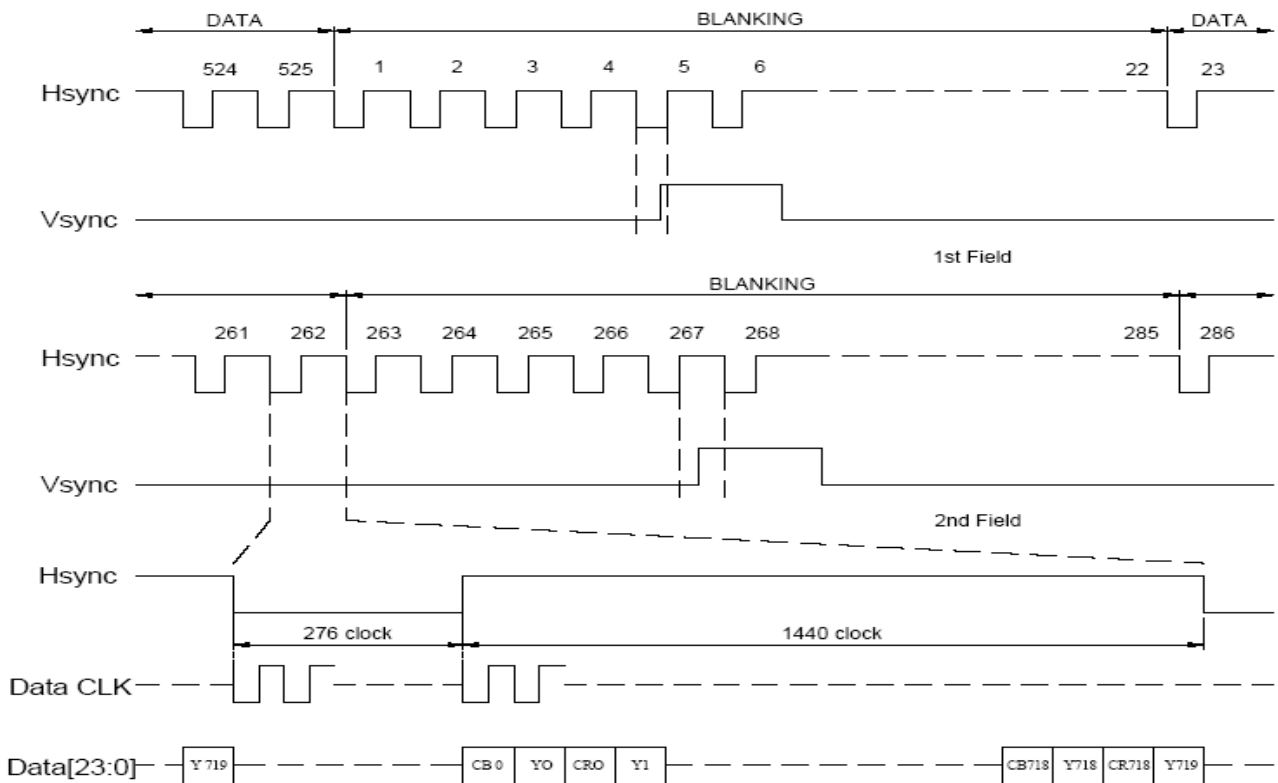 DATA BLANKING DATA
524 525 1 2 3 4 5 6 22 23
Hsync
Vsync
1st Field
BLANKING
261 262 263 264 265 266 267 268 285 286
Hsync
Vsync
2nd Field
Hsync
276 clock 1440 clock
Data CLK
Data[23:0] Y719 CB0 YO CRO Y1 CB718 Y718 CR718 Y719